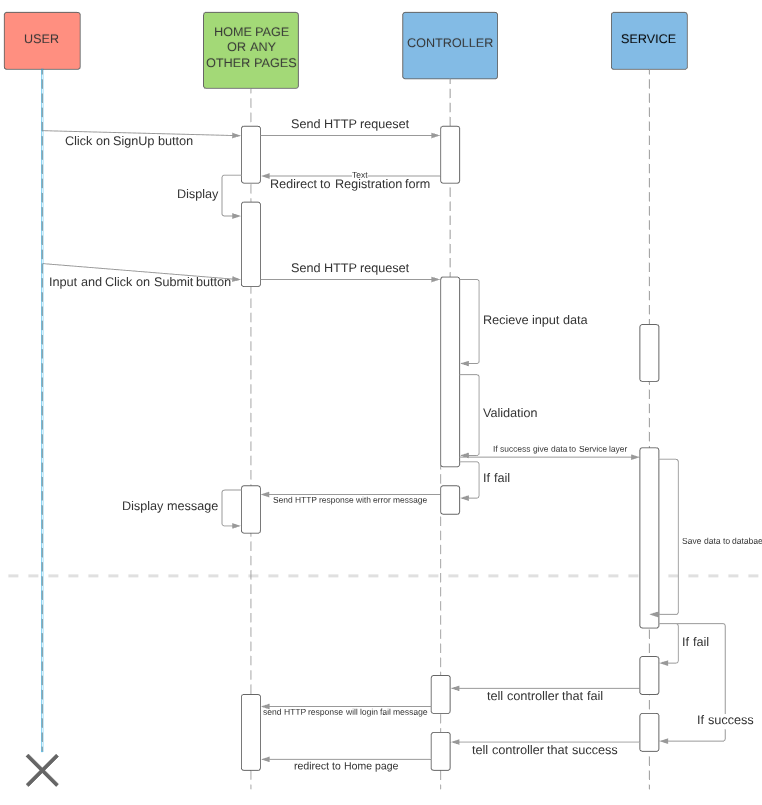 USER
HOME PAGE
OR ANY
OTHER PAGES
CONTROLLER
SERVICE
Send HTTP requeset
Click on SignUp button
Text
Redirect to Registration form
Display
Send HTTP requeset
Input and Click on Submit button
Recieve input data
Validation
If success give data to Service layer
If fail
Send HTTP response with error message
Display message
Save data to databae
If fail
tell controller that fail
send HTTP response will login fail message
If success
tell controller that success
redirect to Home page